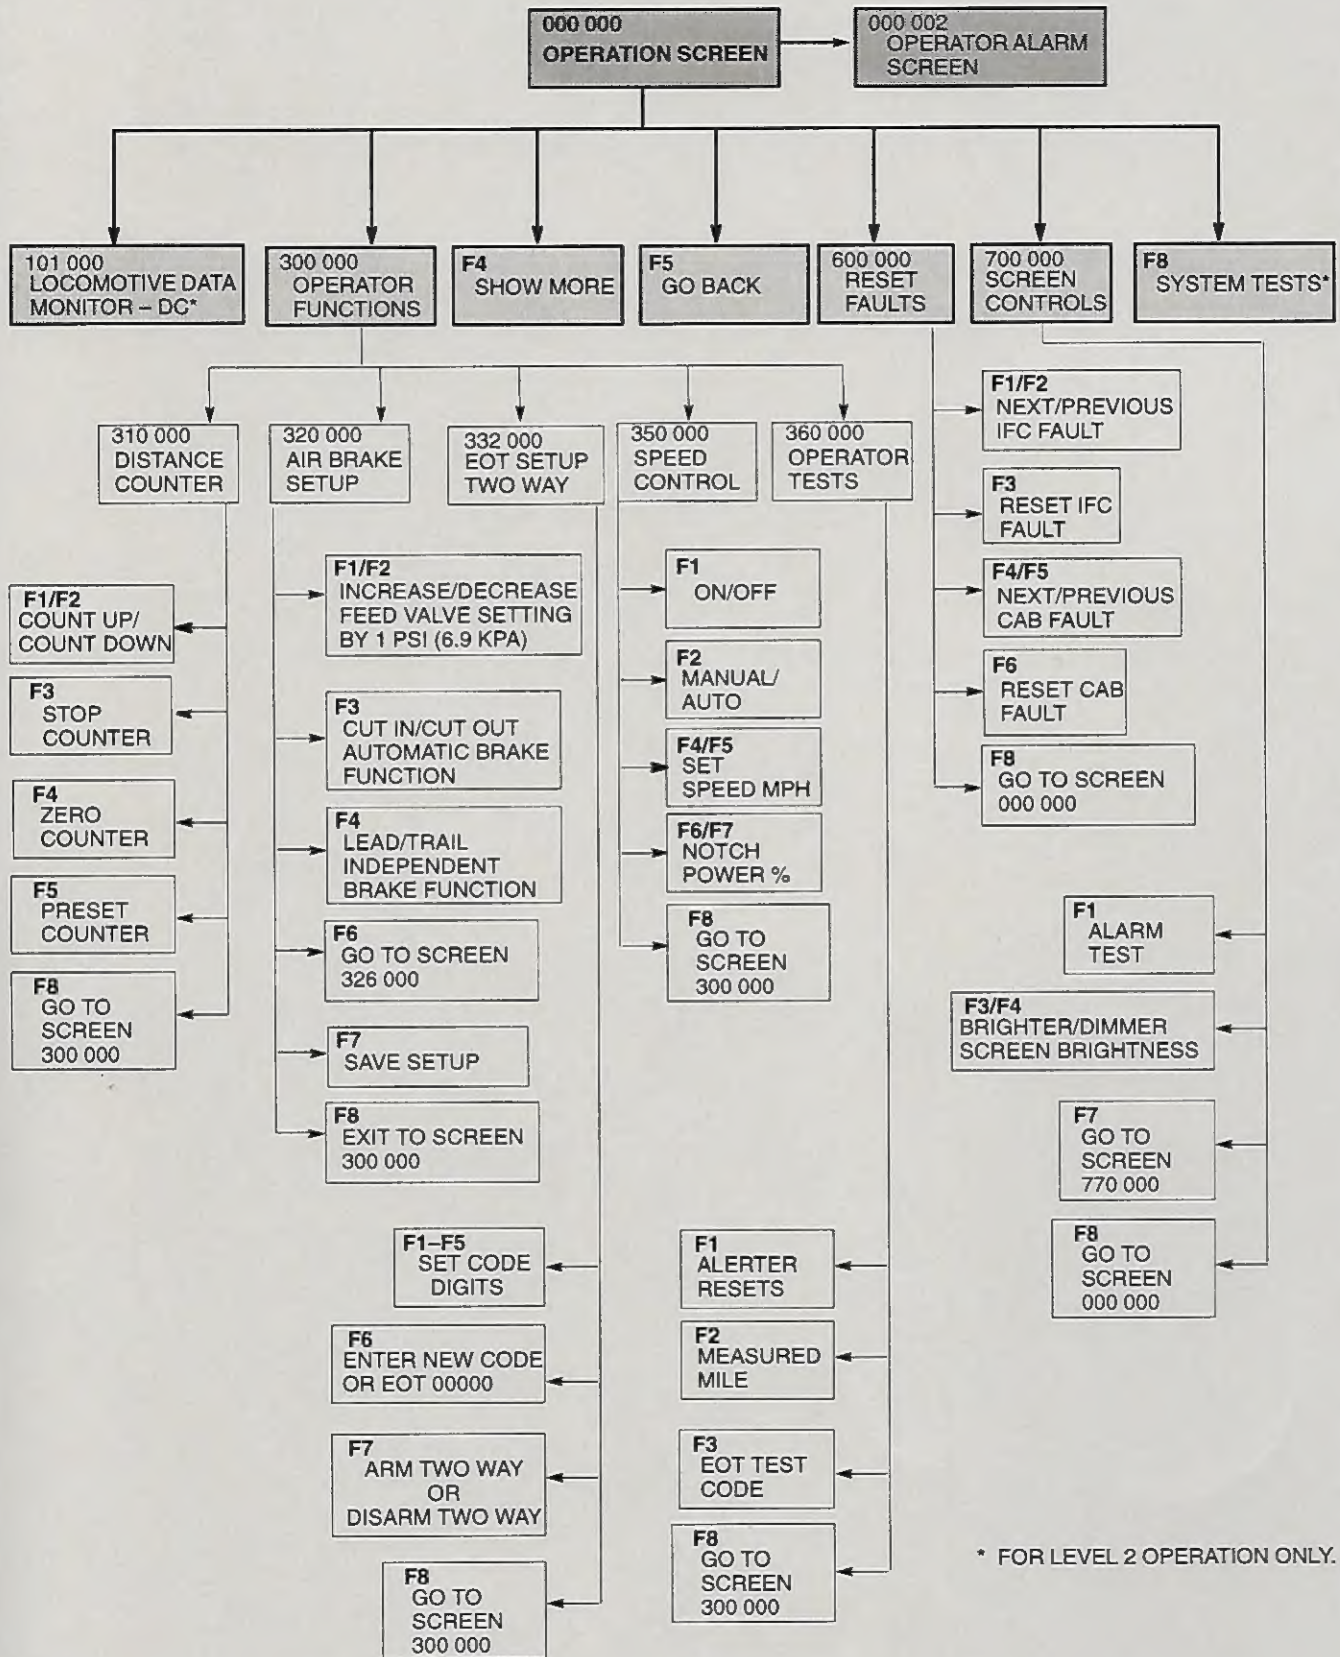 000 000
OPERATION SCREEN
000 002
OPERATOR ALARM
SCREEN
101 000
LOCOMOTIVE DATA
MONITOR – DC*
300 000
OPERATOR
FUNCTIONS
F4
SHOW MORE
F5
GO BACK
600 000
RESET
FAULTS
700 000
SCREEN
CONTROLS
F8
SYSTEM TESTS*
310 000
DISTANCE
COUNTER
320 000
AIR BRAKE
SETUP
332 000
EOT SETUP
TWO WAY
350 000
SPEED
CONTROL
360 000
OPERATOR
TESTS
F1/F2
COUNT UP/
COUNT DOWN
F3
STOP
COUNTER
F4
ZERO
COUNTER
F5
PRESET
COUNTER
F8
GO TO
SCREEN
300 000
F1/F2
INCREASE/DECREASE
FEED VALVE SETTING
BY 1 PSI (6.9 KPA)
F3
CUT IN/CUT OUT
AUTOMATIC BRAKE
FUNCTION
F4
LEAD/TRAIL
INDEPENDENT
BRAKE FUNCTION
F6
GO TO SCREEN
326 000
F7
SAVE SETUP
F8
EXIT TO SCREEN
300 000
F1–F5
SET CODE
DIGITS
F6
ENTER NEW CODE
OR EOT 00000
F7
ARM TWO WAY
OR
DISARM TWO WAY
F8
GO TO
SCREEN
300 000
F1
ON/OFF
F2
MANUAL/
AUTO
F4/F5
SET
SPEED MPH
F6/F7
NOTCH
POWER %
F8
GO TO
SCREEN
300 000
F1
ALERTER
RESETS
F2
MEASURED
MILE
F3
EOT TEST
CODE
F8
GO TO
SCREEN
300 000
F1/F2
NEXT/PREVIOUS
IFC FAULT
F3
RESET IFC
FAULT
F4/F5
NEXT/PREVIOUS
CAB FAULT
F6
RESET CAB
FAULT
F8
GO TO SCREEN
000 000
F1
ALARM
TEST
F3/F4
BRIGHTER/DIMMER
SCREEN BRIGHTNESS
F7
GO TO
SCREEN
770 000
F8
GO TO
SCREEN
000 000
* FOR LEVEL 2 OPERATION ONLY.